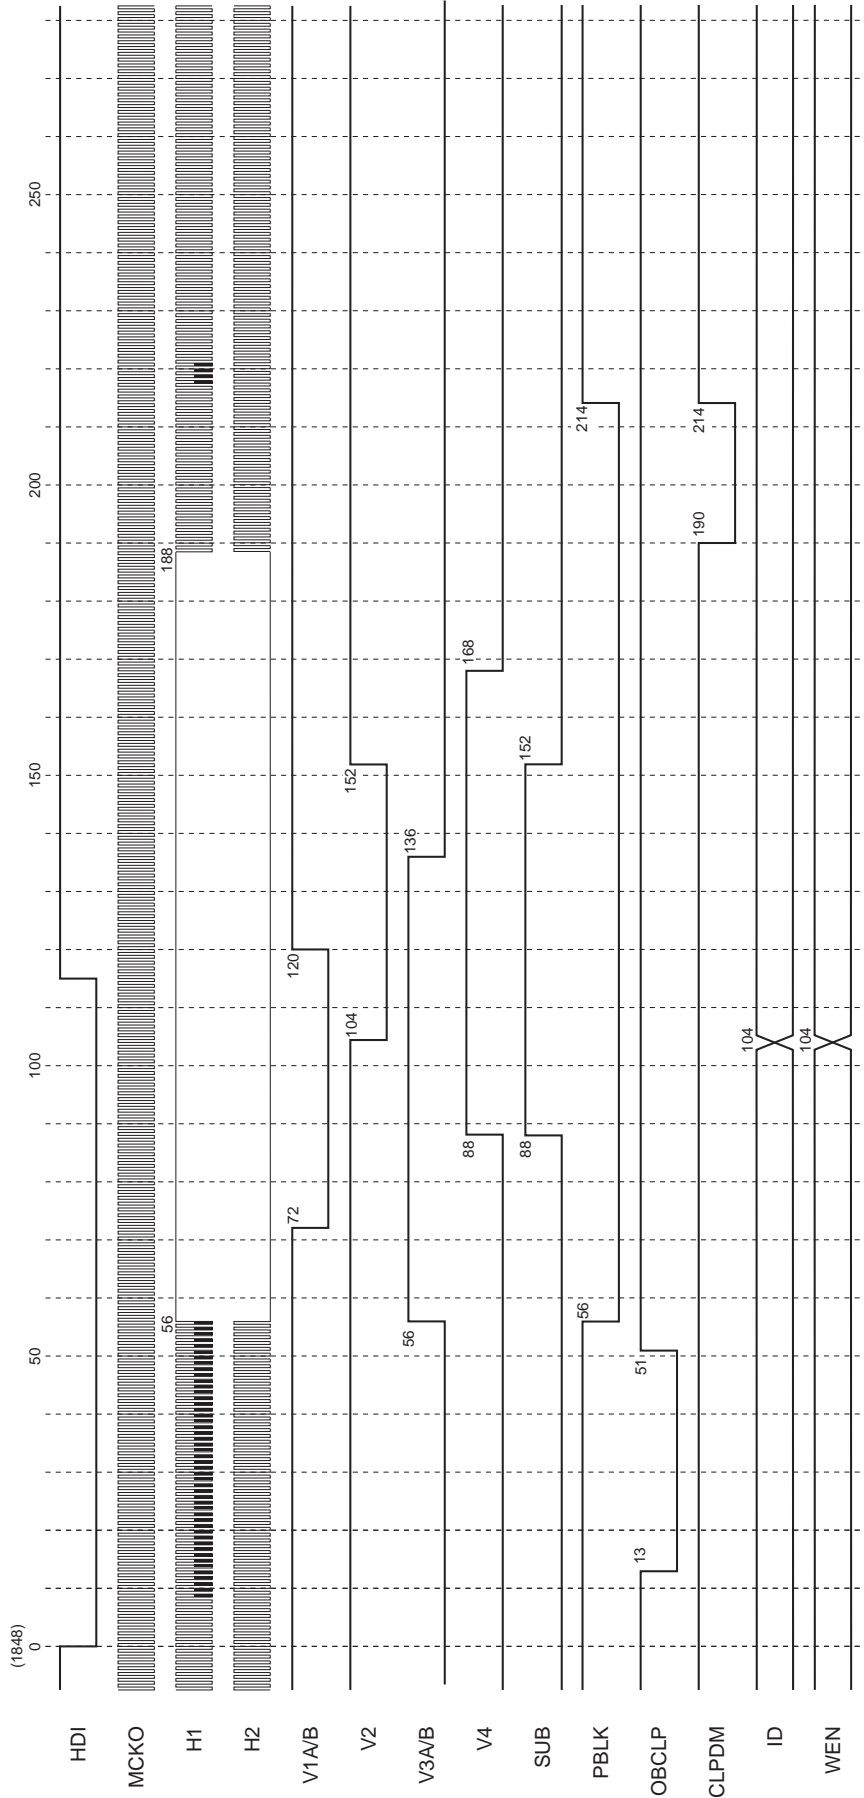 (1848)
0 50 100 150 200 250
HDI
MCKO
H1 56 188
H2
V1A/B 72 120
V2 104 152
V3A/B 56 136
V4 88 168
SUB 88 152
PBLK 56 214
OBCLP 13 51
CLPDM 190 214
ID 104
WEN 104